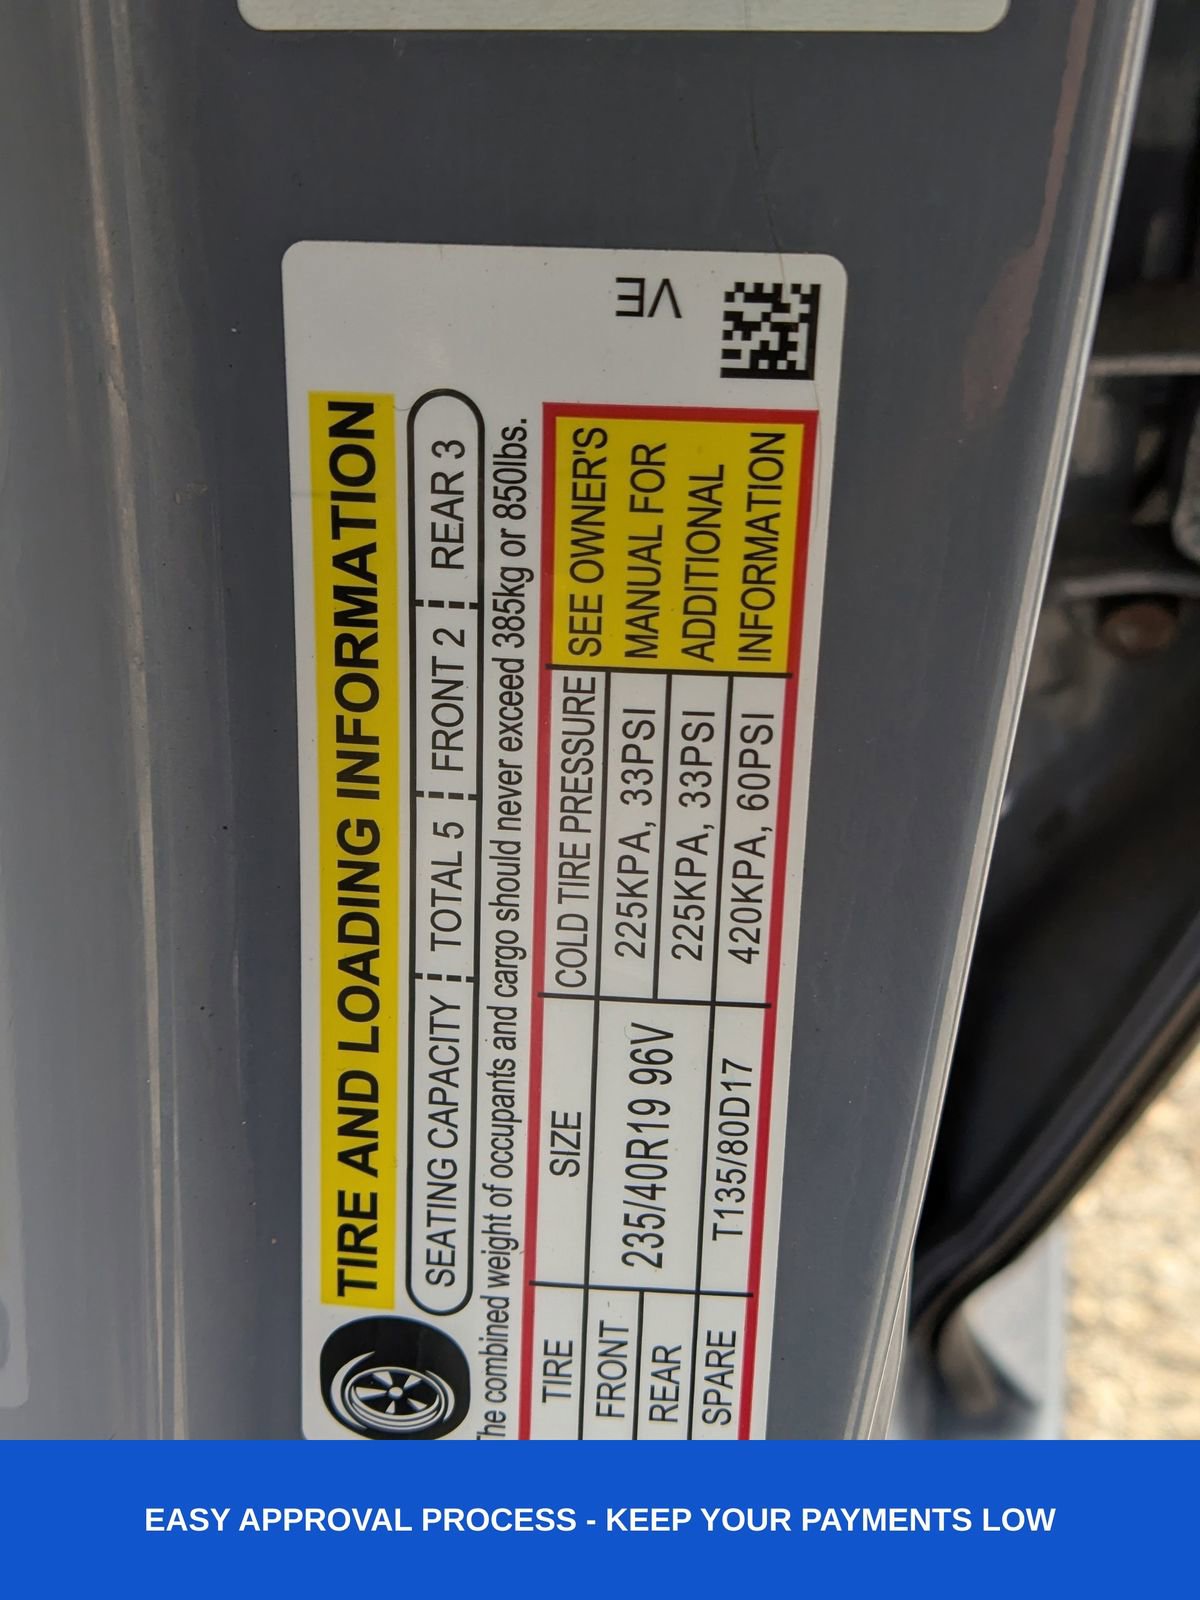 TIRE AND LOADING INFORMATION
SEATING CAPACITY TOTAL 5 FRONT 2 REAR 3
The combined weight of occupants and cargo should never exceed 385kg or 850lbs.
TIRE SIZE COLD TIRE PRESSURE SEE OWNER'S
FRONT 235/40R19 96V 225KPA, 33PSI MANUAL FOR
REAR 225KPA, 33PSI ADDITIONAL
SPARE T135/80D17 420KPA, 60PSI INFORMATION
VE
EASY APPROVAL PROCESS - KEEP YOUR PAYMENTS LOW